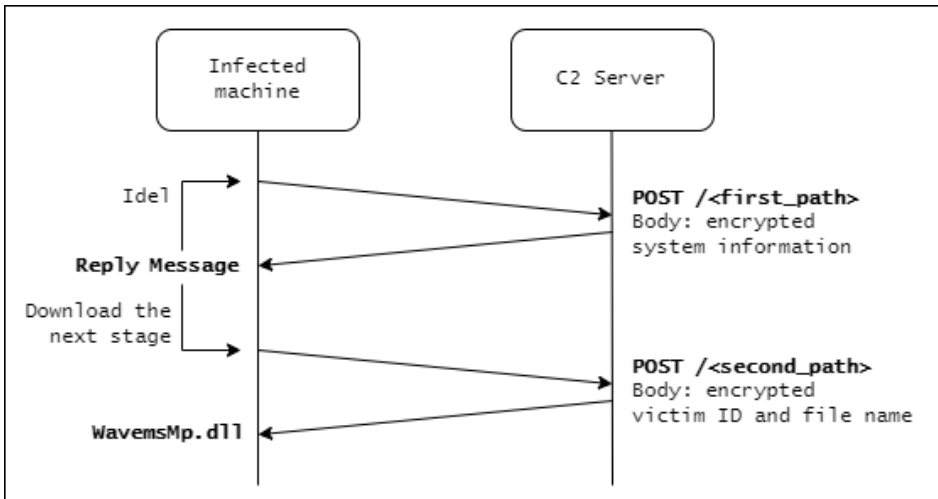 Infected
machine
C2 Server
Idel
POST /<first_path>
Body: encrypted
system information
Reply Message
Download the
next stage
POST /<second_path>
Body: encrypted
victim ID and file name
WavemsMp.dll